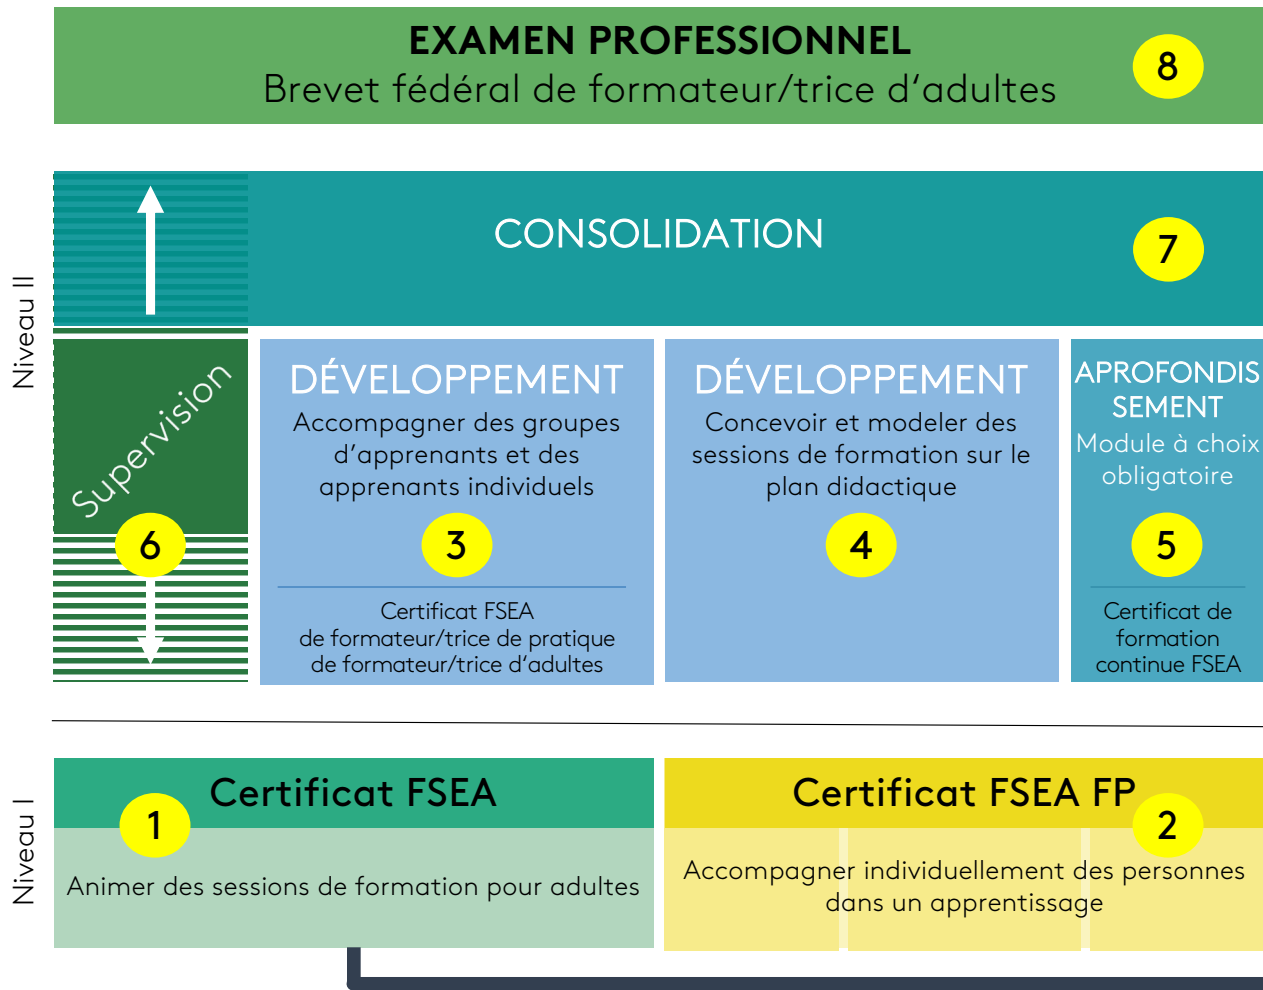 EXAMEN PROFESSIONNEL
Brevet fédéral de formateur/trice d‘adultes
8
Niveau II
CONSOLIDATION
7
Supervision
6
DÉVELOPPEMENT
Accompagner des groupes
d’apprenants et des
apprenants individuels
3
Certificat FSEA
de formateur/trice de pratique
de formateur/trice d’adultes
DÉVELOPPEMENT
Concevoir et modeler des
sessions de formation sur le
plan didactique
4
APROFONDIS
SEMENT
Module à choix
obligatoire
5
Certificat de
formation
continue FSEA
Niveau I
Certificat FSEA
1
Animer des sessions de formation pour adultes
Certificat FSEA FP
2
Accompagner individuellement des personnes
dans un apprentissage